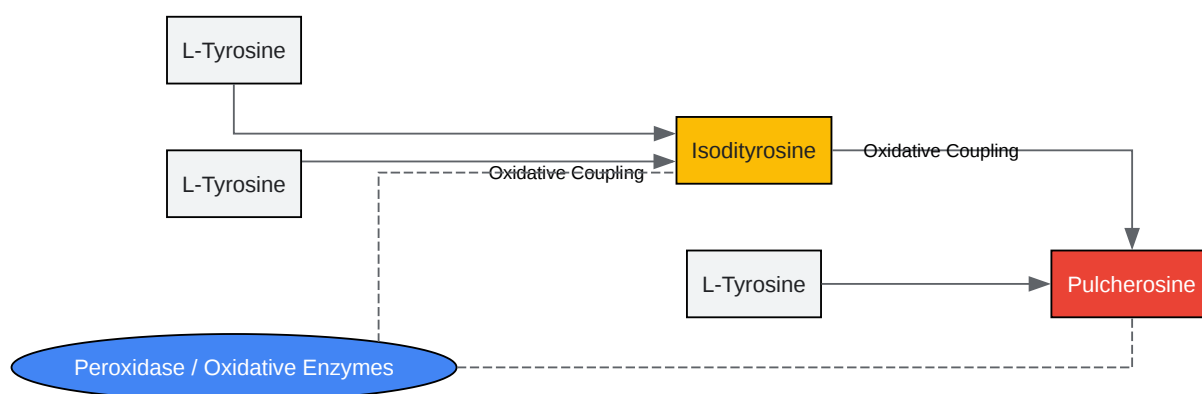 L-Tyrosine
L-Tyrosine
Isodityrosine
Oxidative Coupling
Oxidative Coupling
L-Tyrosine
Pulcherosine
Peroxidase / Oxidative Enzymes